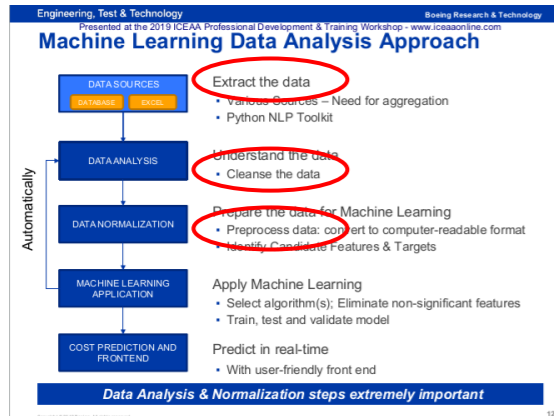 Engineering, Test & Technology
Boeing Research & Technology
Presented at the 2019 ICEAA Professional Development & Training Workshop - www.iceaaonline.com
Machine Learning Data Analysis Approach
Automatically
DATA SOURCES
DATABASE
EXCEL
Extract the data
• Various Sources – Need for aggregation
• Python NLP Toolkit
DATA ANALYSIS
Understand the data
• Cleanse the data
DATA NORMALIZATION
Prepare the data for Machine Learning
• Preprocess data: convert to computer-readable format
• Identify Candidate Features & Targets
MACHINE LEARNING
APPLICATION
Apply Machine Learning
• Select algorithm(s); Eliminate non-significant features
• Train, test and validate model
COST PREDICTION AND
FRONTEND
Predict in real-time
• With user-friendly front end
Data Analysis & Normalization steps extremely important